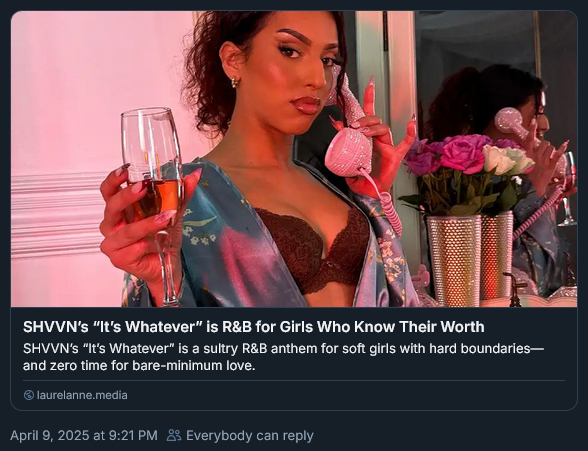 SHVVN’s “It’s Whatever” is R&B for Girls Who Know Their Worth
SHVVN’s “It’s Whatever” is a sultry R&B anthem for soft girls with hard boundaries—
and zero time for bare-minimum love.
laurelanne.media
April 9, 2025 at 9:21 PM Everybody can reply